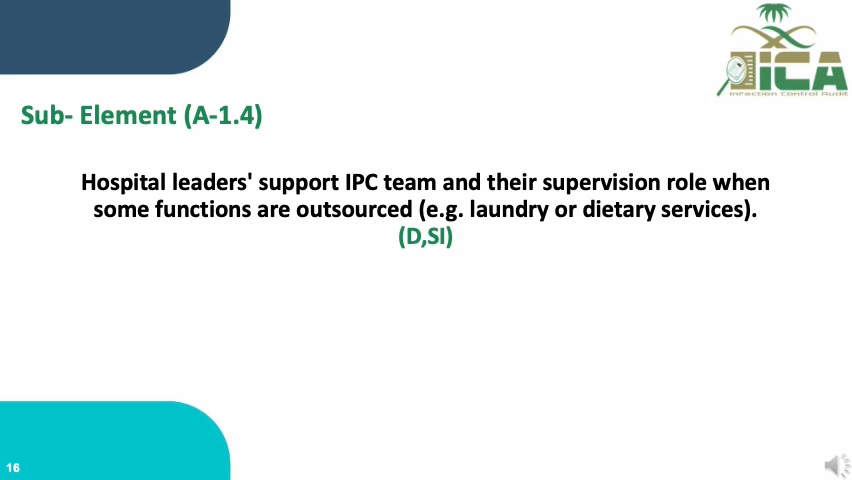 ICA
Infection Control Audit
Sub- Element (A-1.4)
Hospital leaders' support IPC team and their supervision role when
some functions are outsourced (e.g. laundry or dietary services).
(D,SI)
16